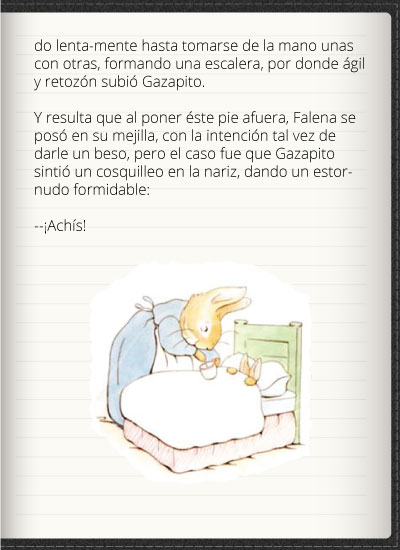 do lenta-mente hasta tomarse de la mano unas
con otras, formando una escalera, por donde ágil
y retozón subió Gazapito.
Y resulta que al poner éste pie afuera, Falena se
posó en su mejilla, con la intención tal vez de
darle un beso, pero el caso fue que Gazapito
sintió un cosquilleo en la nariz, dando un estor-
nudo formidable:
--¡Achís!